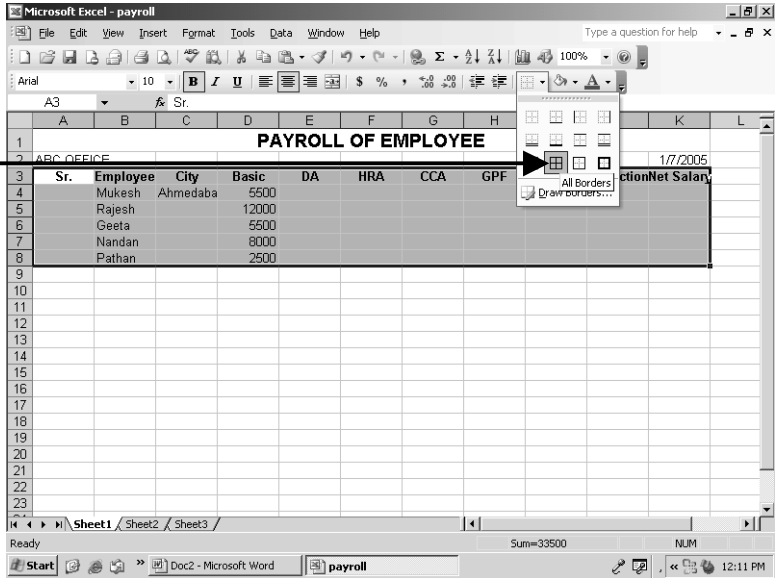 Microsoft Excel - payroll
File Edit View Insert Format Tools Data Window Help Type a question for help
100%
Arial 10 B I U $ % , A
A3 fx Sr.
A B C D E F G H K L
1 PAYROLL OF EMPLOYEE
2 ABC OFFICE 1/7/2005
3 Sr. Employee City Basic DA HRA CCA GPF ctionNet Salary
4 Mukesh Ahmedaba 5500
5 Rajesh 12000
6 Geeta 5500
7 Nandan 8000
8 Pathan 2500
All Borders
Draw Borders...
9
10
11
12
13
14
15
16
17
18
19
20
21
22
23
Sheet1 Sheet2 Sheet3
Ready Sum=33500 NUM
Start Doc2 - Microsoft Word payroll 12:11 PM